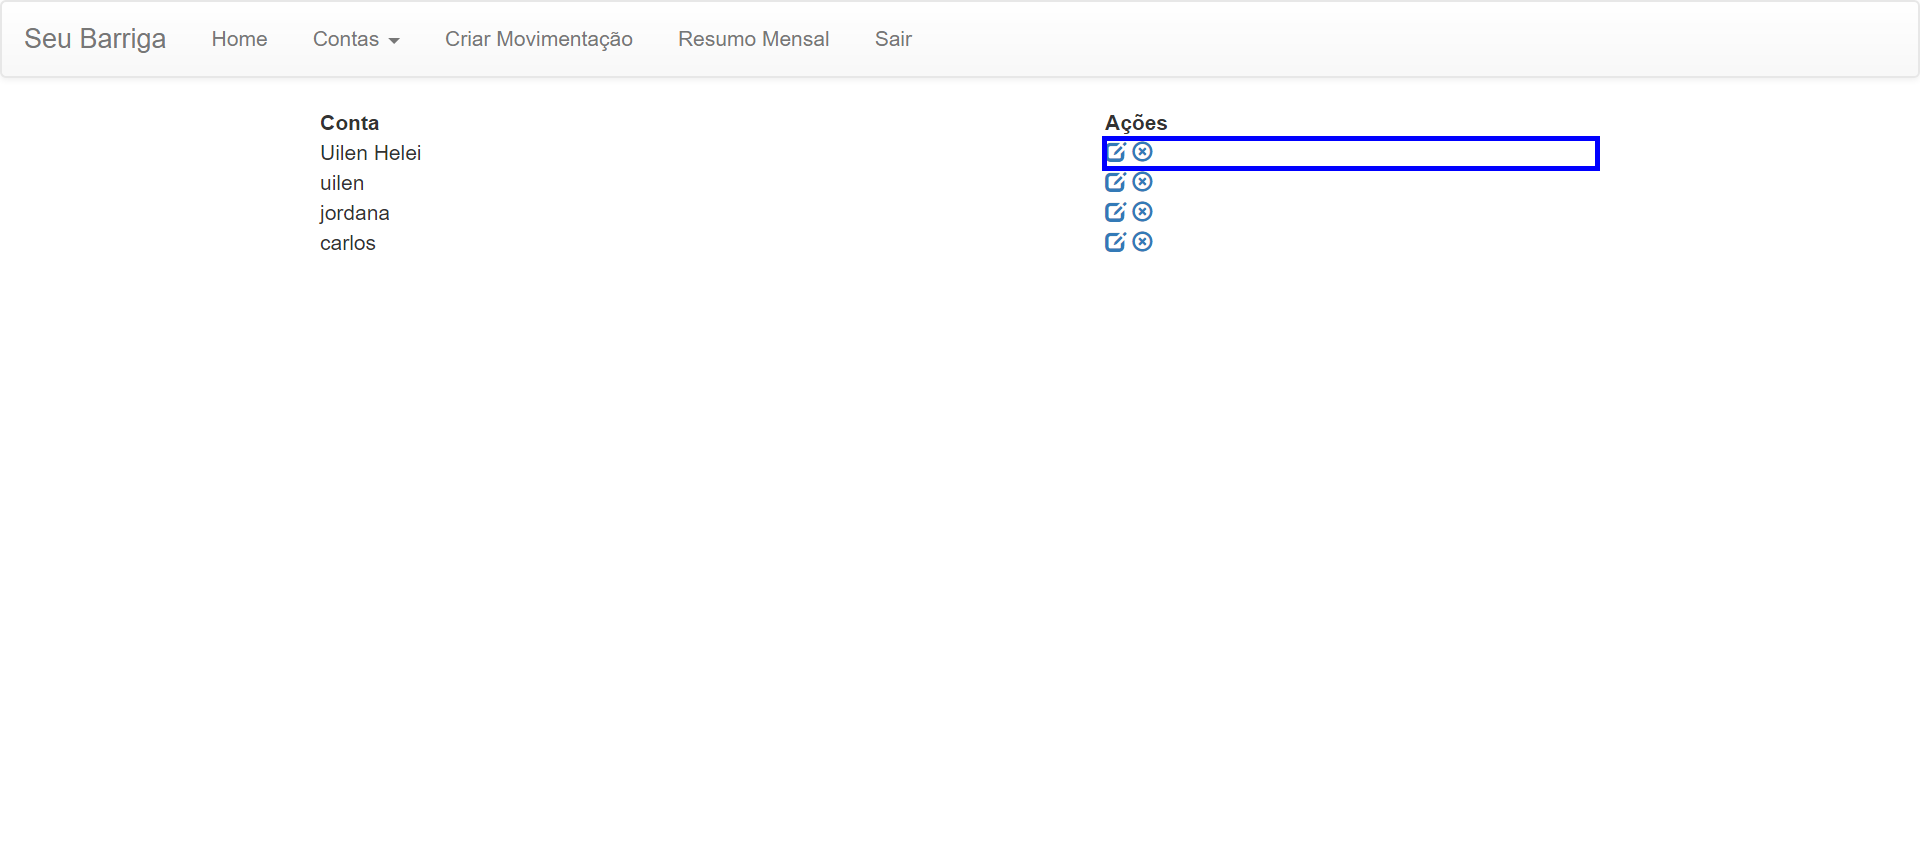 Seu Barriga Home Contas Criar Movimentação Resumo Mensal Sair
Conta Ações
Uilen Helei
uilen
jordana
carlos